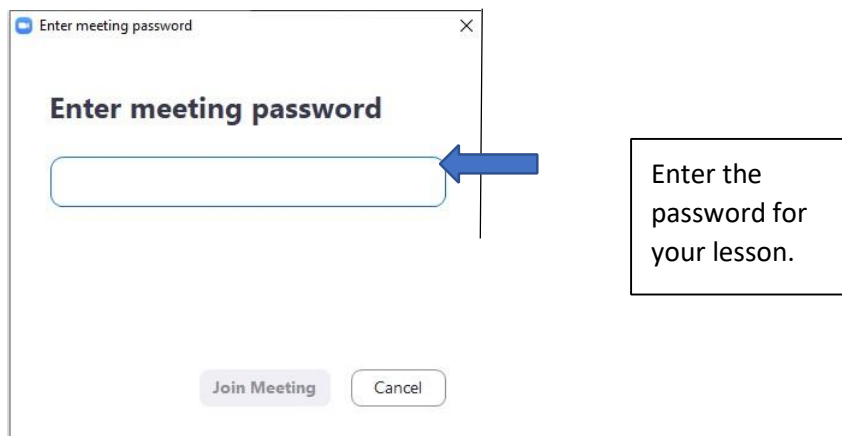 Enter meeting password
Enter meeting password
Enter the
password for
your lesson.
Join Meeting
Cancel